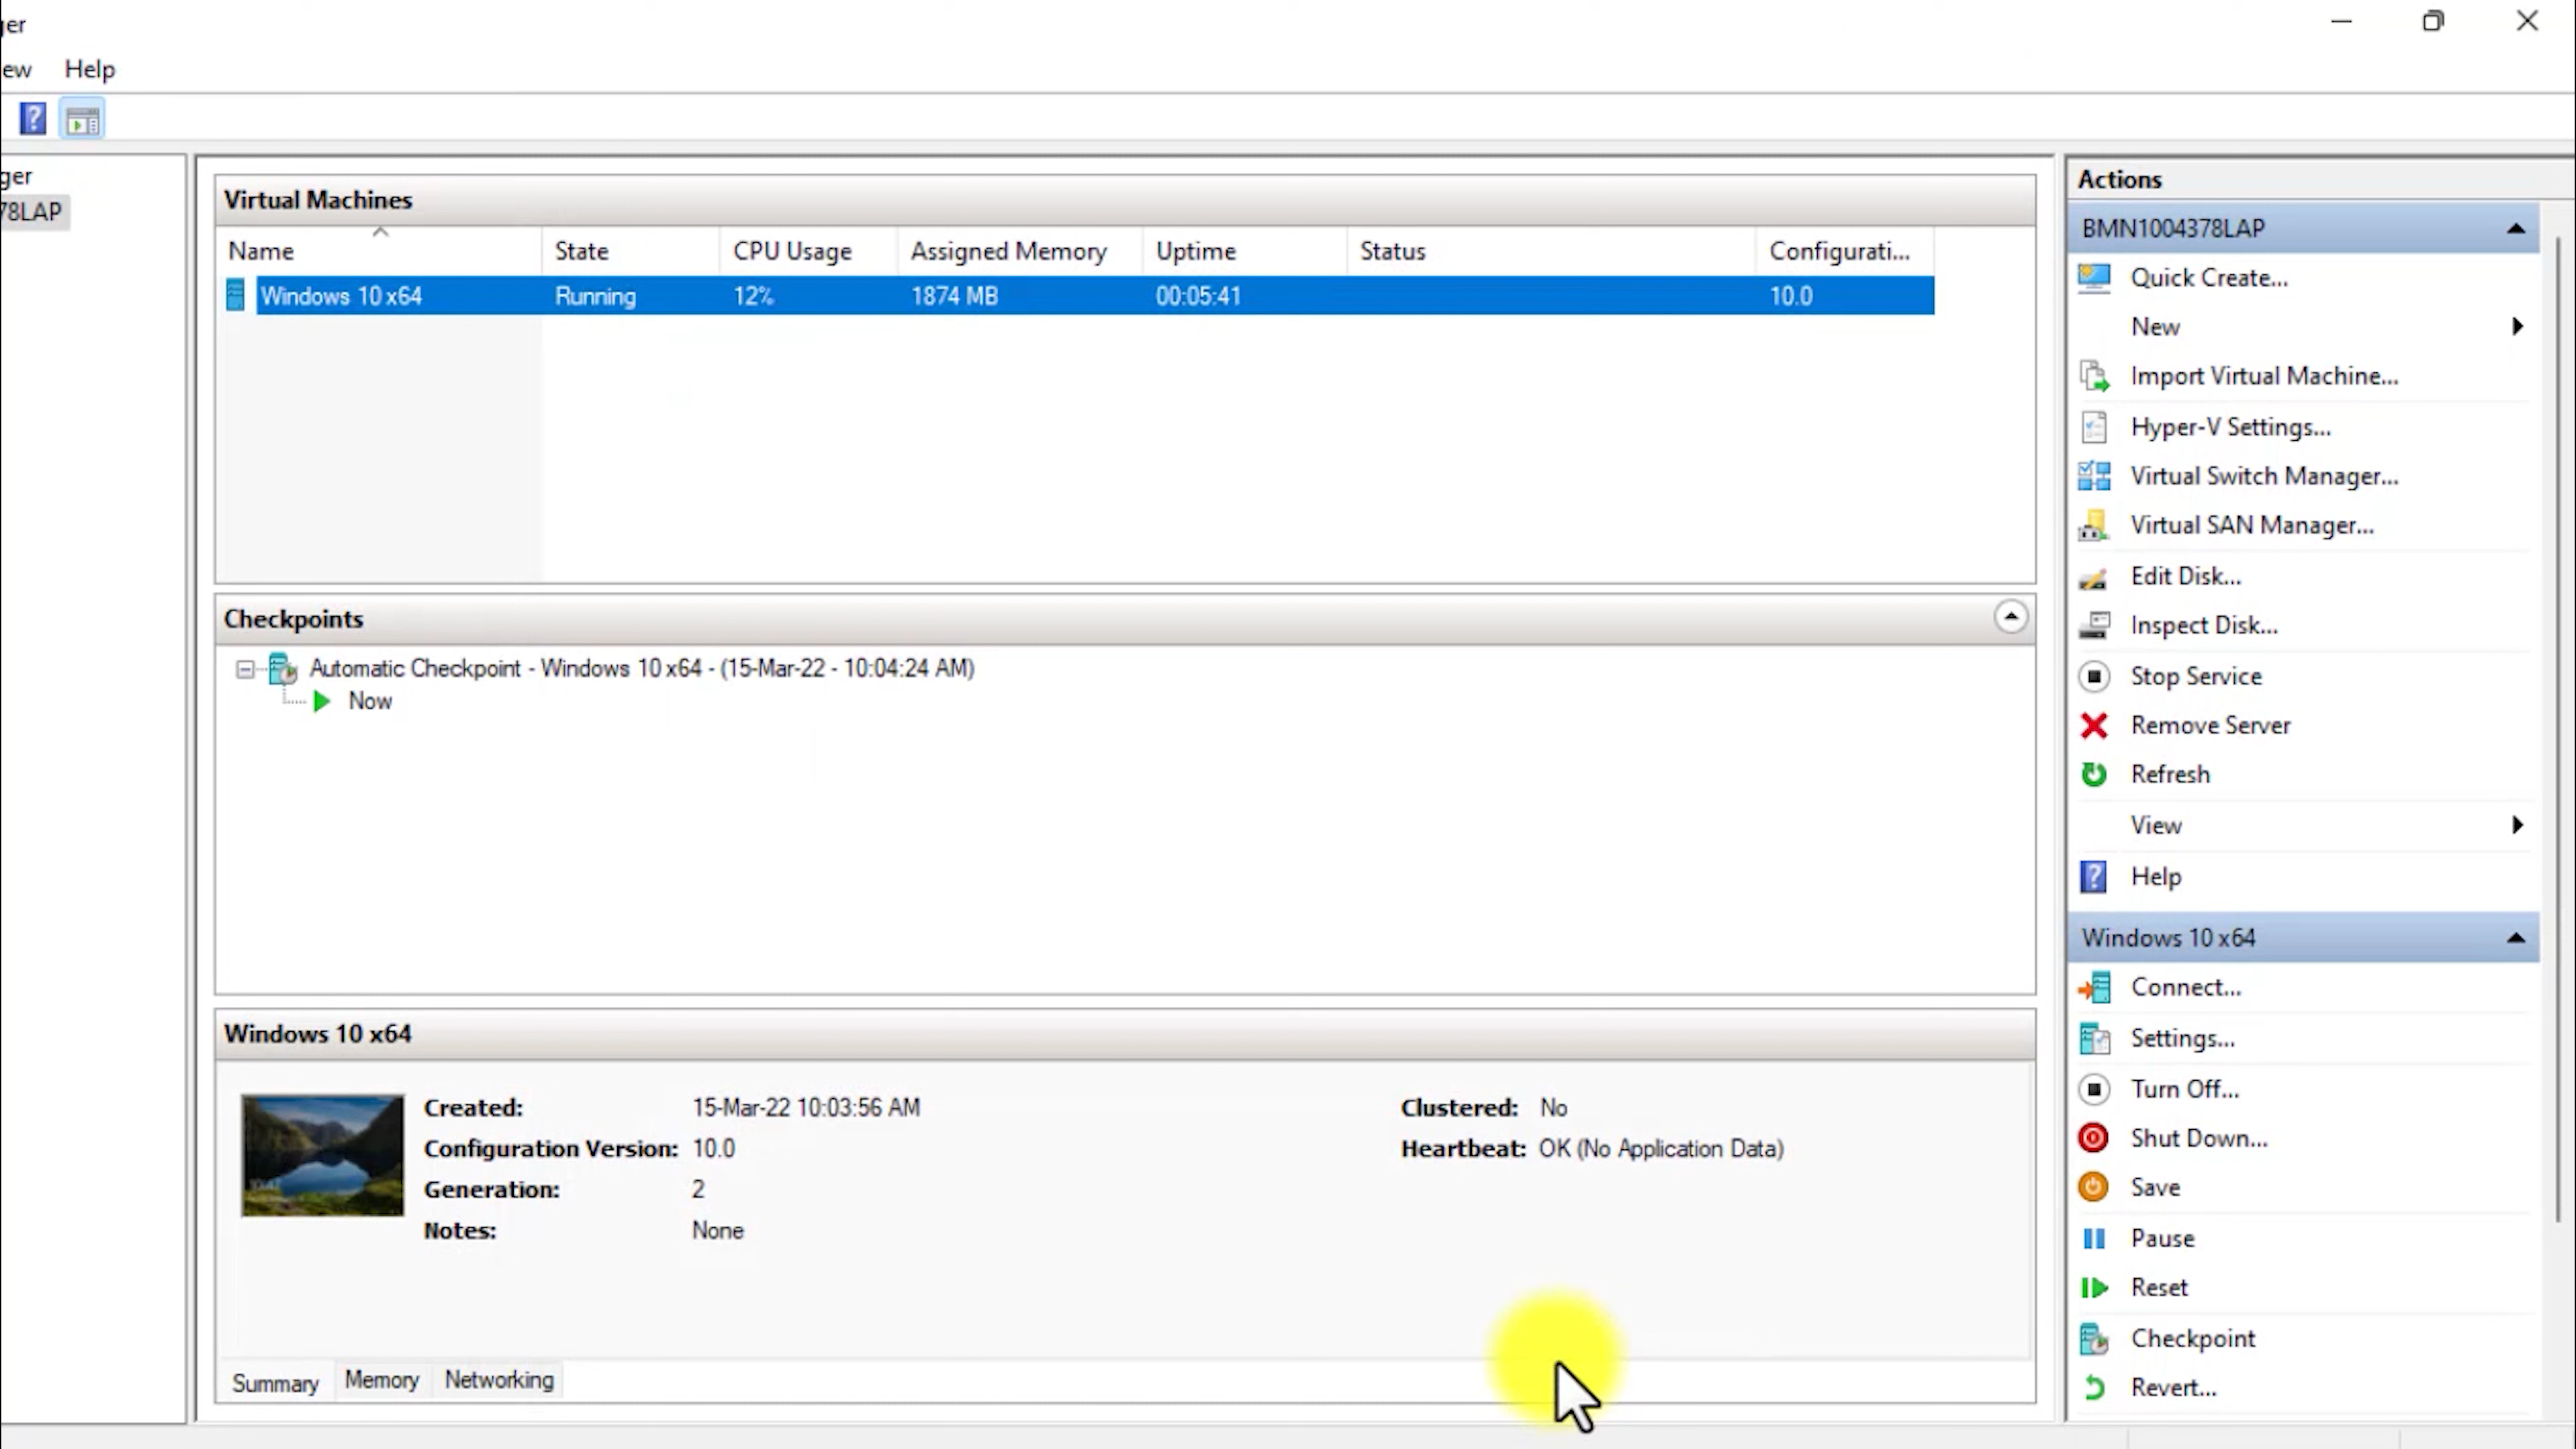 ger
ew Help
ger
78LAP
Virtual Machines
Name State CPU Usage Assigned Memory Uptime Status Configurati...
Windows 10 x64 Running 12% 1874 MB 00:05:41 10.0
Checkpoints
Automatic Checkpoint - Windows 10 x64 - (15-Mar-22 - 10:04:24 AM)
Now
Windows 10 x64
Created: 15-Mar-22 10:03:56 AM
Configuration Version: 10.0
Generation: 2
Notes: None
Clustered: No
Heartbeat: OK (No Application Data)
Summary Memory Networking
Actions
BMN1004378LAP
Quick Create...
New
Import Virtual Machine...
Hyper-V Settings...
Virtual Switch Manager...
Virtual SAN Manager...
Edit Disk...
Inspect Disk...
Stop Service
Remove Server
Refresh
View
Help
Windows 10 x64
Connect...
Settings...
Turn Off...
Shut Down...
Save
Pause
Reset
Checkpoint
Revert...